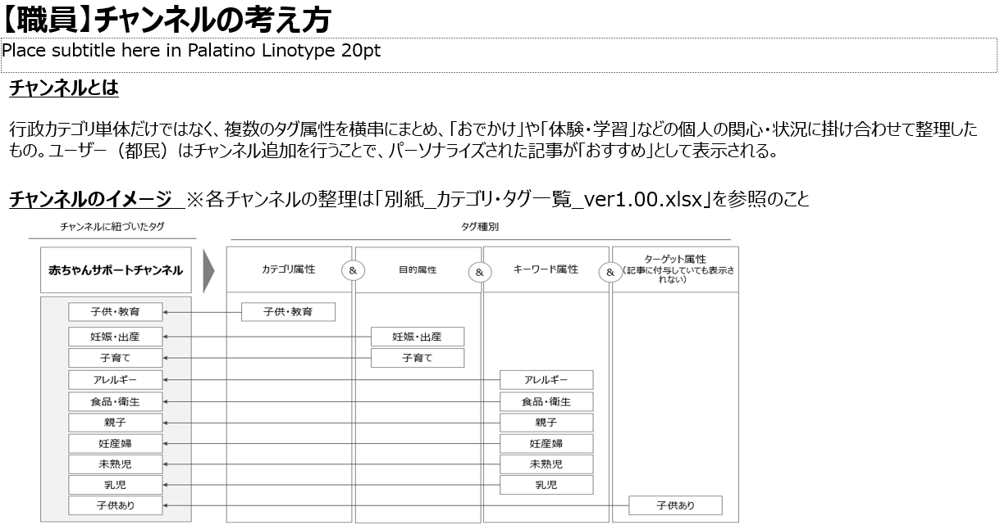 【職員】チャンネルの考え方
Place subtitle here in Palatino Linotype 20pt
チャンネルとは
行政カテゴリ単体だけではなく、複数のタグ属性を横串にまとめ、「おでかけ」や「体験・学習」などの個人の関心・状況に掛け合わせて整理した
もの。ユーザー（都民）はチャンネル追加を行うことで、パーソナライズされた記事が「おすすめ」として表示される。
チャンネルのイメージ ※各チャンネルの整理は「別紙_カテゴリ・タグ一覧_ver1.00.xlsx」を参照のこと
チャンネルに紐づいたタグ
タグ種別
赤ちゃんサポートチャンネル
カテゴリ属性
&
目的属性
&
キーワード属性
&
ターゲット属性
（記事に付与していても表示さ
れない）
子供・教育
子供・教育
妊娠・出産
妊娠・出産
子育て
子育て
アレルギー
アレルギー
食品・衛生
食品・衛生
親子
親子
妊産婦
妊産婦
未熟児
未熟児
乳児
乳児
子供あり
子供あり